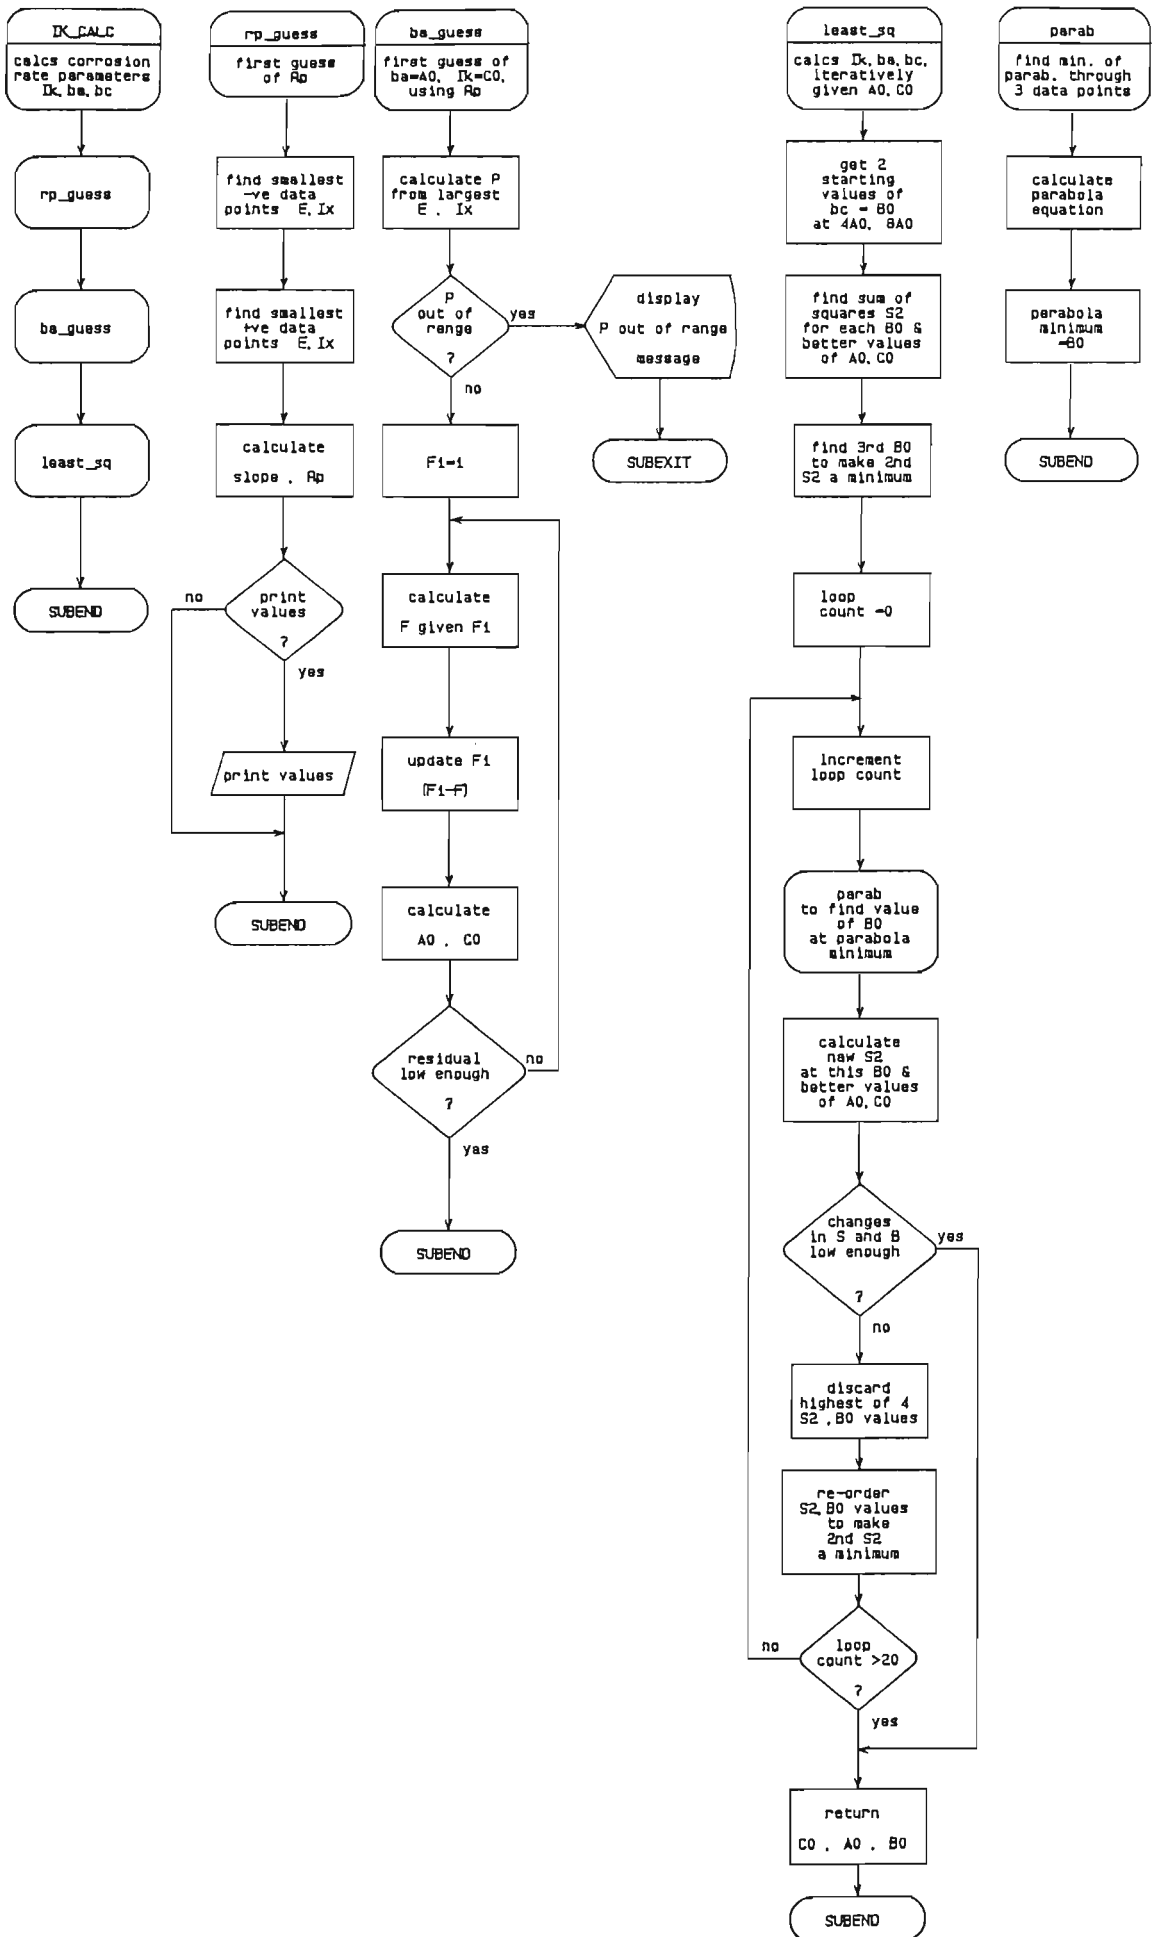 IK_CALC
calcs corrosion
rate parameters
Ik, ba, bc
rp_guess
ba_guess
least_sq
SUBEND
rp_guess
first guess
of Rp
find smallest
-ve data
points E, Ix
find smallest
+ve data
points E, Ix
calculate
slope , Rp
print
values
?
no
yes
print values
SUBEND
ba_guess
first guess of
ba=A0, Ik=C0,
using Rp
calculate P
from largest
E , Ix
P
out of
range
?
yes
no
display
P out of range
message
SUBEXIT
F1=1
calculate
F given F1
update F1
(F1=F)
calculate
A0 , C0
residual
low enough
?
no
yes
SUBEND
least_sq
calcs Ik, ba, bc,
iteratively
given A0, C0
get 2
starting
values of
bc = B0
at 4A0, 8A0
find sum of
squares S2
for each B0 &
better values
of A0, C0
find 3rd B0
to make 2nd
S2 a minimum
loop
count =0
increment
loop count
parab
to find value
of B0
at parabola
minimum
calculate
new S2
at this B0 &
better values
of A0, C0
changes
in S and B
low enough
?
yes
no
discard
highest of 4
S2 , B0 values
re-order
S2, B0 values
to make
2nd S2
a minimum
loop
count >20
?
no
yes
return
C0 , A0 , B0
SUBEND
parab
find min. of
parab. through
3 data points
calculate
parabola
equation
parabola
minimum
=B0
SUBEND